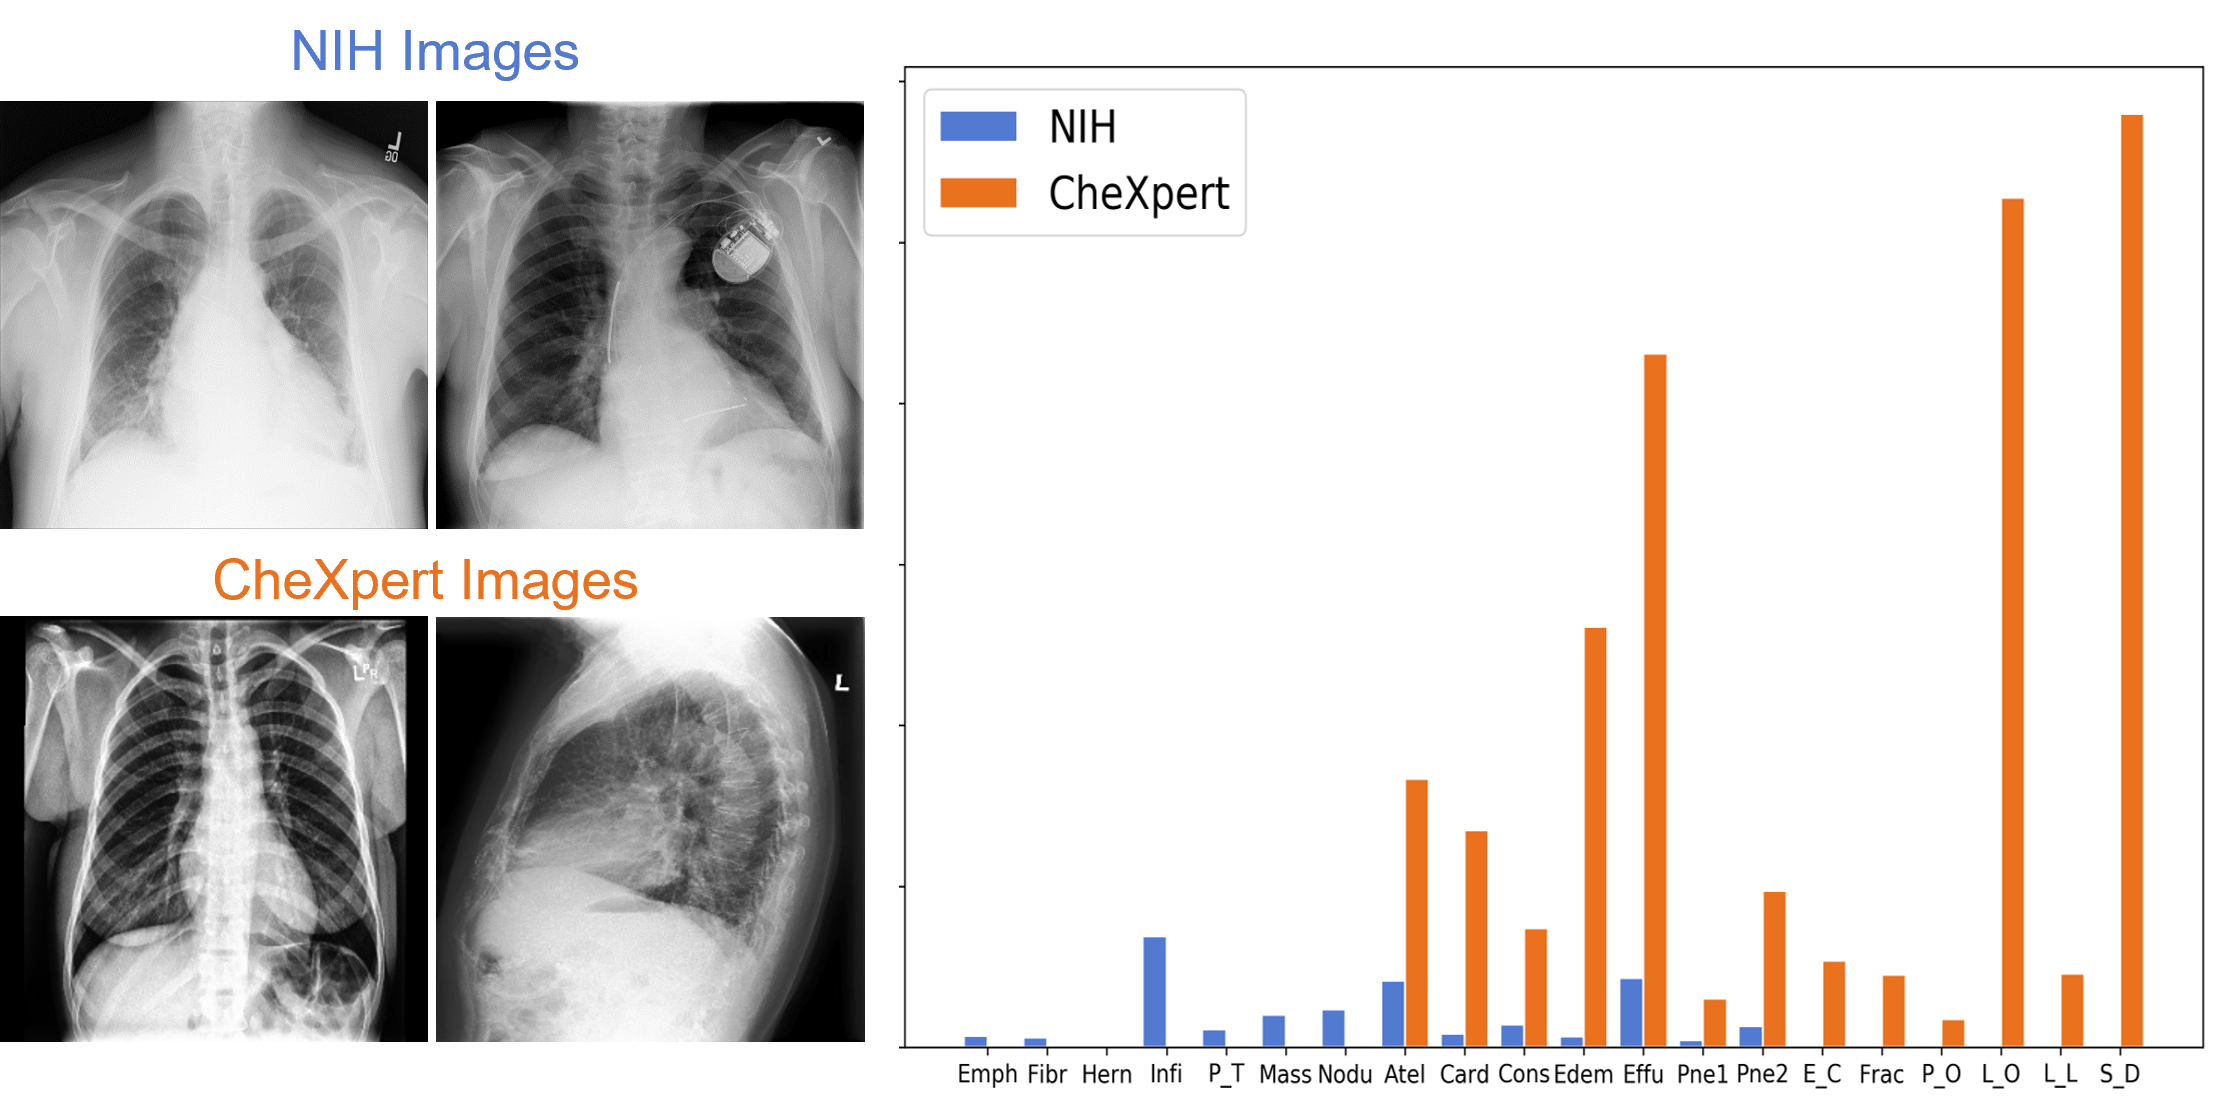 NIH Images
L
CheXpert Images
L P R
L
NIH
CheXpert
Emph Fibr Hern Infi P_T Mass Nodu Atel Card Cons Edem Effu Pne1 Pne2 E_C Frac P_O L_O L_L S_D